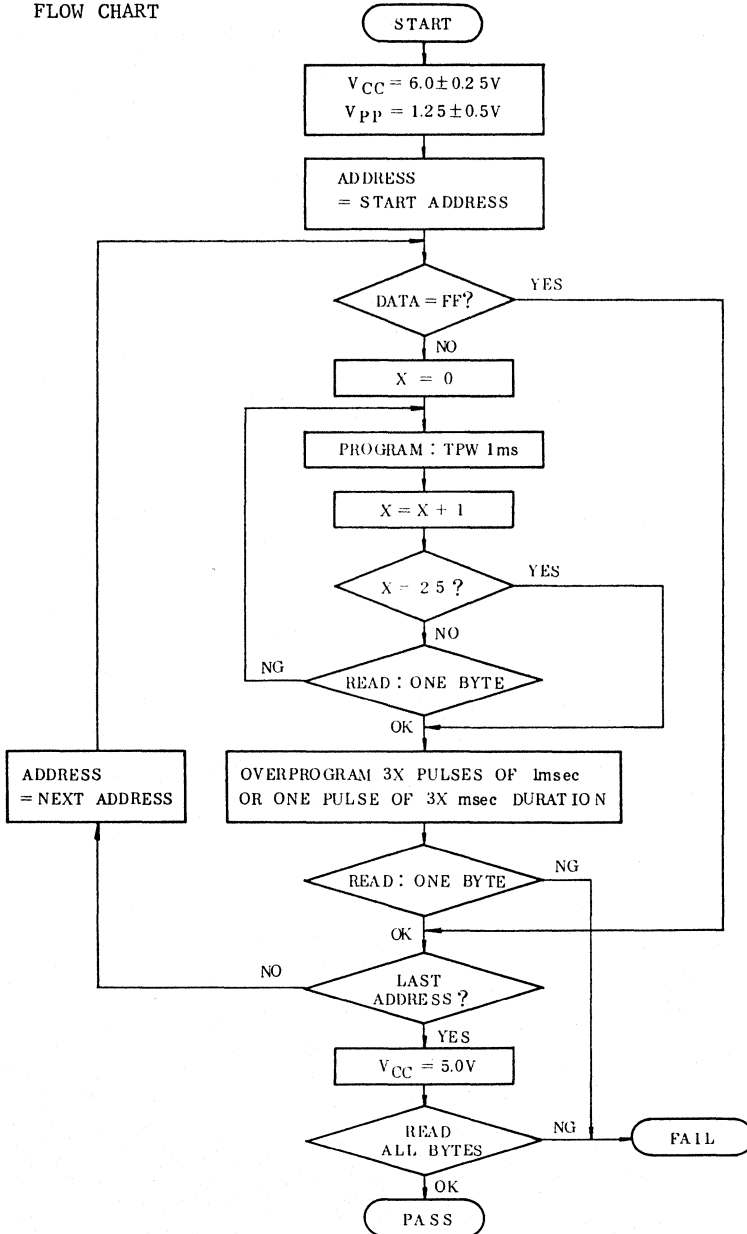 FLOW CHART
START
VCC = 6.0±0.25V
VPP = 1.25±0.5V
ADDRESS
= START ADDRESS
DATA = FF?
YES
NO
X = 0
PROGRAM : TPW 1ms
X = X + 1
X = 25?
YES
NO
NG
READ : ONE BYTE
OK
ADDRESS
= NEXT ADDRESS
OVERPROGRAM 3X PULSES OF 1msec
OR ONE PULSE OF 3X msec DURATION
READ : ONE BYTE
NG
OK
NO
LAST
ADDRESS?
YES
VCC = 5.0V
READ
ALL BYTES
NG
FAIL
OK
PASS